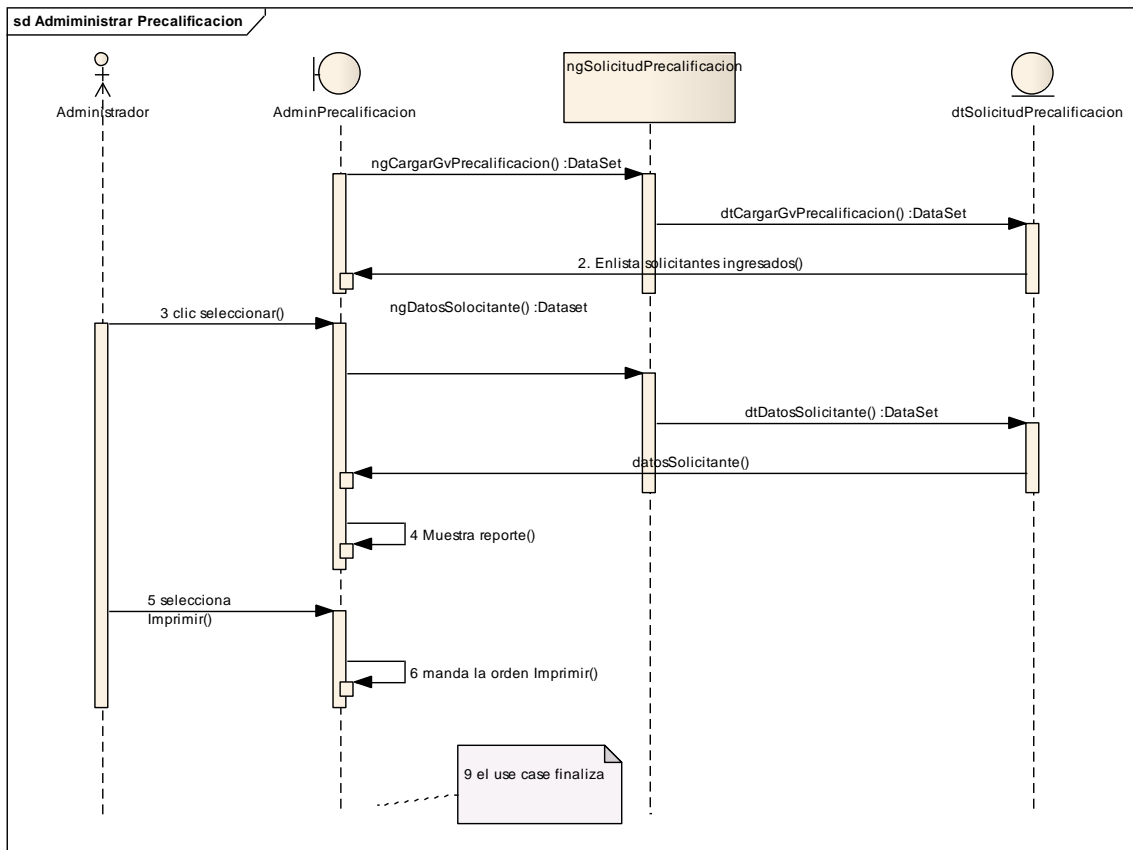 sd Admiministrar Precalificacion
Administrador
AdminPrecalificacion
ngSolicitudPrecalificacion
dtSolicitudPrecalificacion
ngCargarGvPrecalificacion() :DataSet
dtCargarGvPrecalificacion() :DataSet
2. Enlista solicitantes ingresados()
ngDatosSolocitante() :Dataset
3 clic seleccionar()
dtDatosSolicitante() :DataSet
datosSolicitante()
4 Muestra reporte()
5 selecciona
Imprimir()
6 manda la orden Imprimir()
9 el use case finaliza